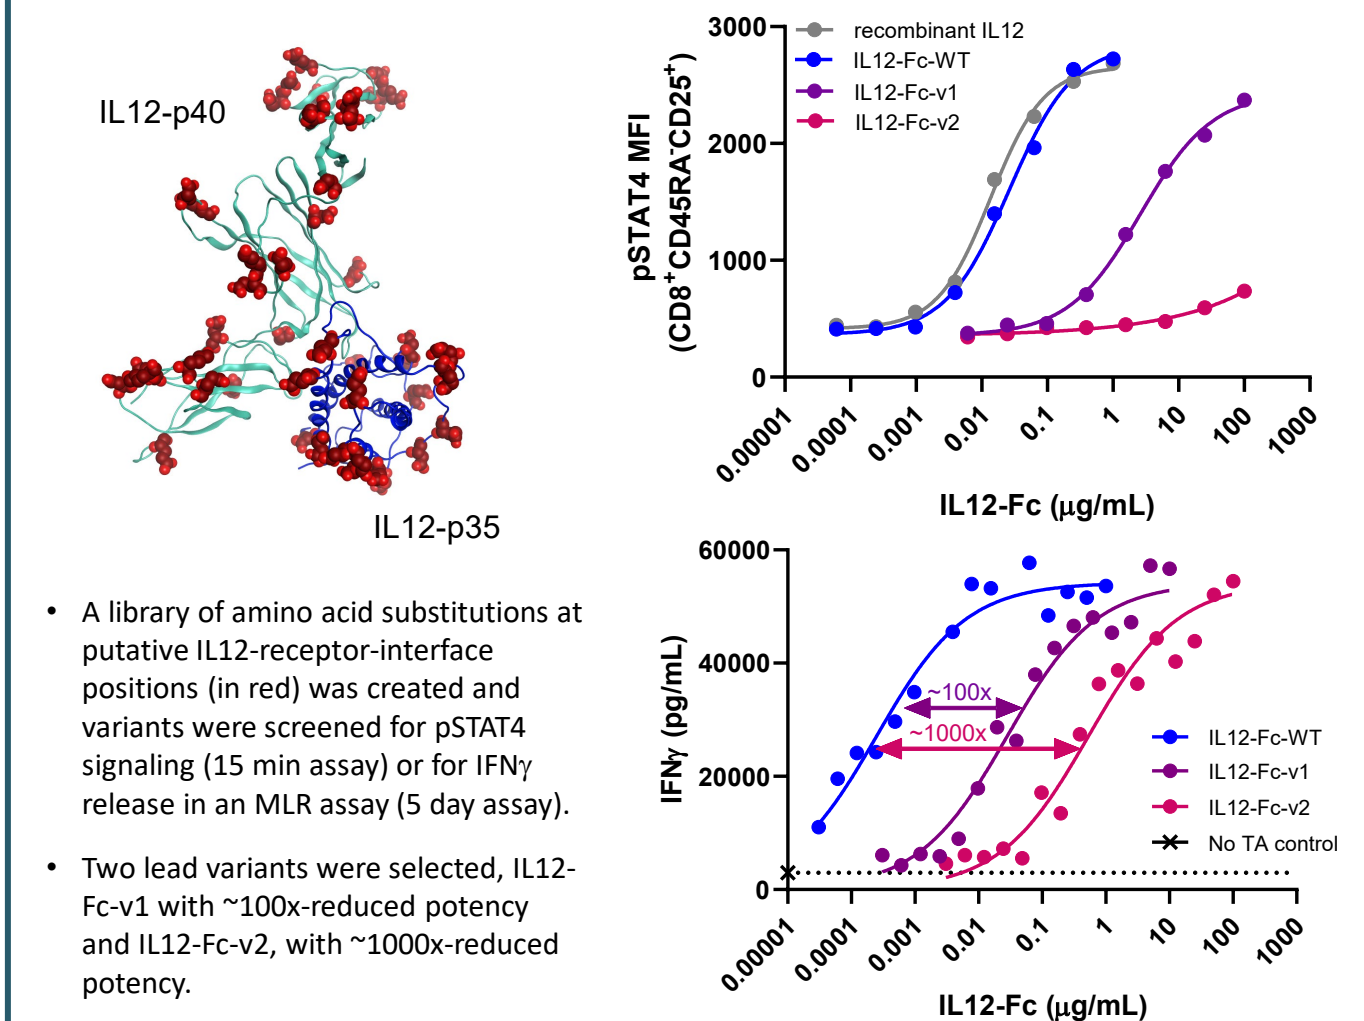 IL12-p40
IL12-p35
• A library of amino acid substitutions at
putative IL12-receptor-interface
positions (in red) was created and
variants were screened for pSTAT4
signaling (15 min assay) or for IFNγ
release in an MLR assay (5 day assay).
• Two lead variants were selected, IL12-
Fc-v1 with ~100x-reduced potency
and IL12-Fc-v2, with ~1000x-reduced
potency.
pSTAT4 MFI
(CD8⁺ CD45RA⁻CD25⁺)
3000
2000
1000
0
recombinant IL12
IL12-Fc-WT
IL12-Fc-v1
IL12-Fc-v2
0.00001
0.0001
0.001
0.01
0.1
1
10
100
1000
IL12-Fc (μg/mL)
IFNγ (pg/mL)
60000
40000
20000
0
~100x
~1000x
IL12-Fc-WT
IL12-Fc-v1
IL12-Fc-v2
No TA control
0.00001
0.0001
0.001
0.01
0.1
1
10
100
1000
IL12-Fc (μg/mL)